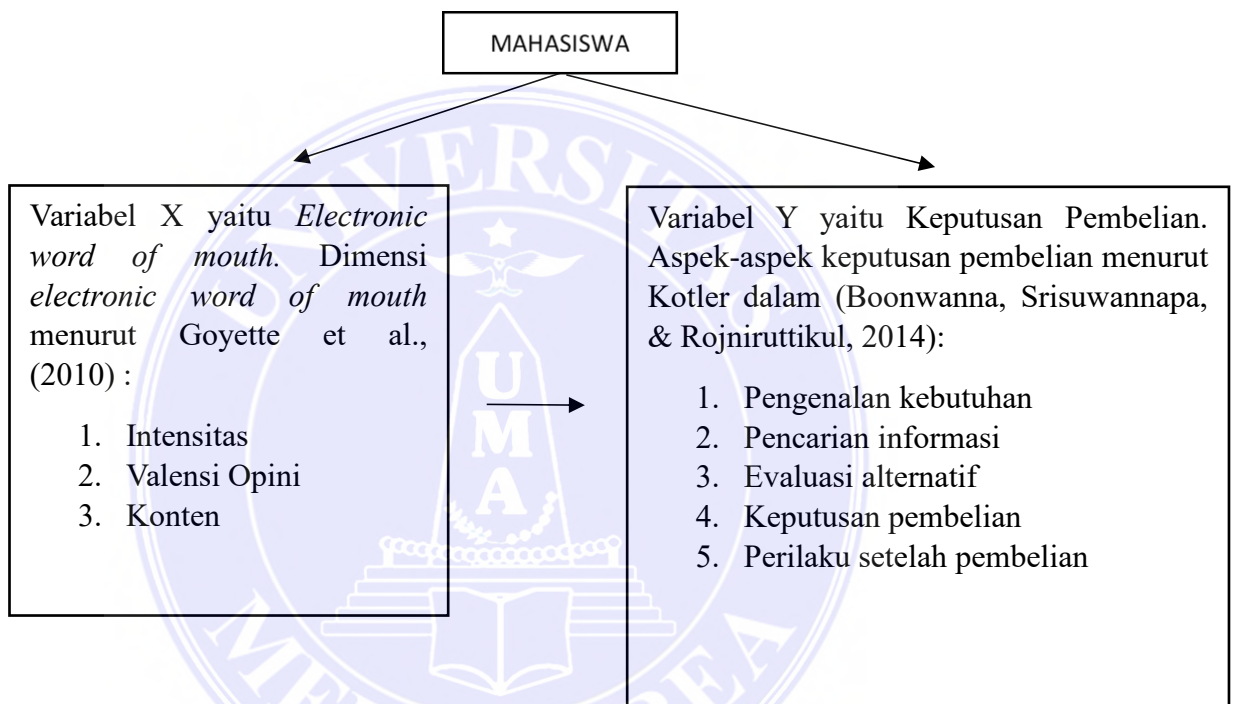 MAHASISWA
Variabel X yaitu Electronic
word of mouth. Dimensi
electronic word of mouth
menurut Goyette et al.,
(2010) :
1. Intensitas
2. Valensi Opini
3. Konten
Variabel Y yaitu Keputusan Pembelian.
Aspek-aspek keputusan pembelian menurut
Kotler dalam (Boonwanna, Srisuwannapa,
& Rojniruttikul, 2014):
1. Pengenalan kebutuhan
2. Pencarian informasi
3. Evaluasi alternatif
4. Keputusan pembelian
5. Perilaku setelah pembelian
UNIVERSITAS
UMA